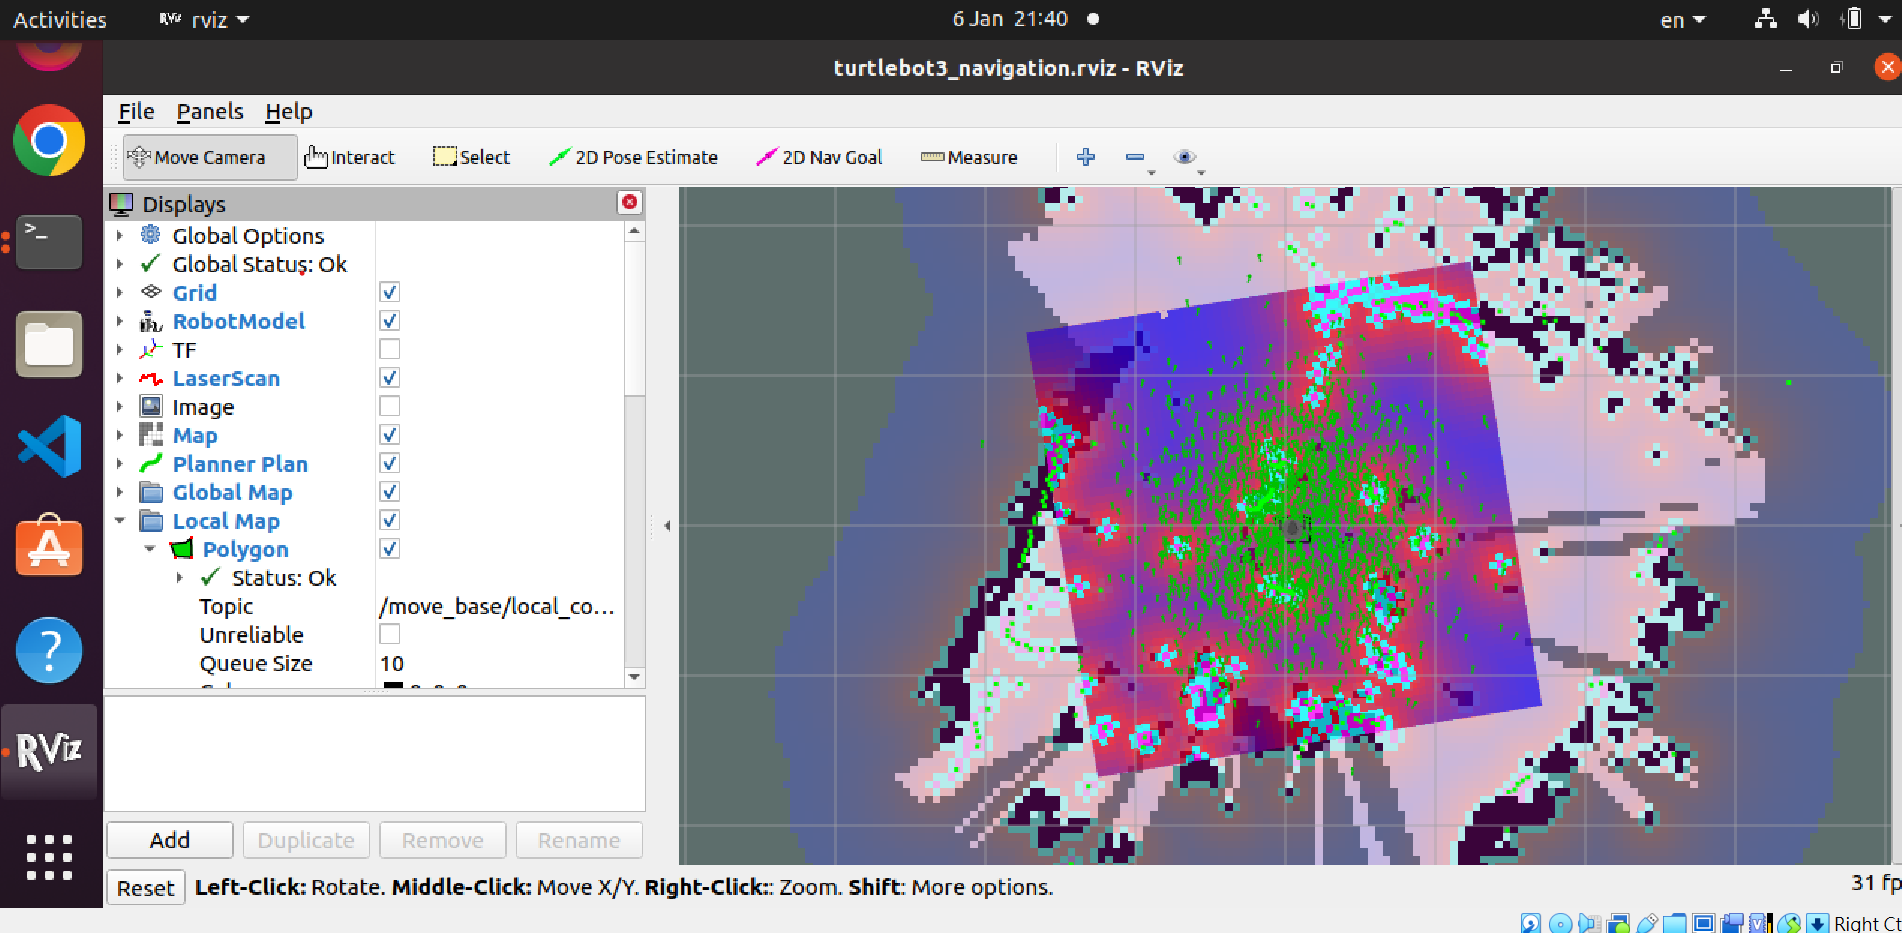 Activities
RViz rviz
6 Jan 21:40
en
turtlebot3_navigation.rviz - RViz
File Panels Help
Move Camera Interact Select 2D Pose Estimate 2D Nav Goal Measure
Displays
Global Options
Global Status: Ok
Grid
RobotModel
TF
LaserScan
Image
Map
Planner Plan
Global Map
Local Map
Polygon
Status: Ok
Topic /move_base/local_co...
Unreliable
Queue Size 10
RViz
Add Duplicate Remove Rename
Reset Left-Click: Rotate. Middle-Click: Move X/Y. Right-Click:: Zoom. Shift: More options.
31 fp
Right Ct